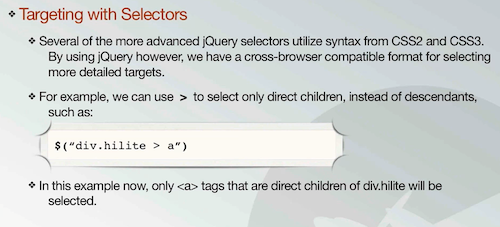 ❖ Targeting with Selectors
❖ Several of the more advanced jQuery selectors utilize syntax from CSS2 and CSS3.
By using jQuery however, we have a cross-browser compatible format for selecting
more detailed targets.
❖ For example, we can use > to select only direct children, instead of descendants,
such as:
$(“div.hilite > a”)
❖ In this example now, only <a> tags that are direct children of div.hilite will be
selected.